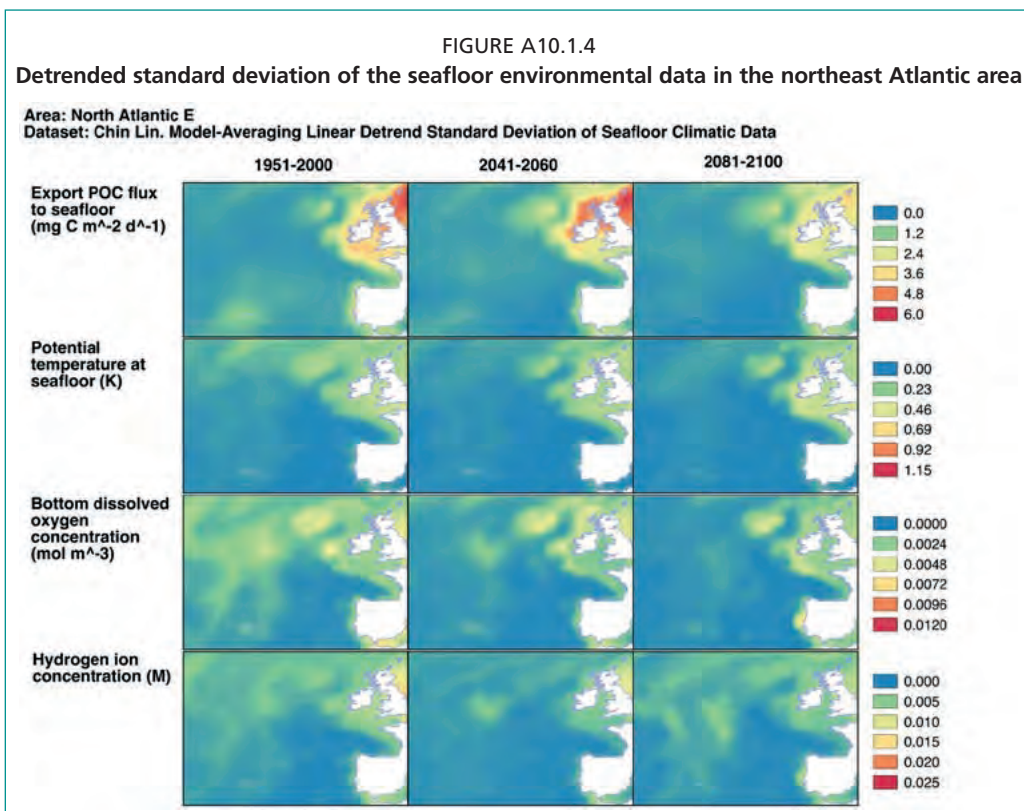 FIGURE A10.1.4
Detrended standard deviation of the seafloor environmental data in the northeast Atlantic area
Area: North Atlantic E
Dataset: Chin Lin. Model-Averaging Linear Detrend Standard Deviation of Seafloor Climatic Data
1951-2000 2041-2060 2081-2100
Export POC flux
to seafloor
(mg C m^-2 d^-1)
0.0
1.2
2.4
3.6
4.8
6.0
Potential
temperature at
seafloor (K)
0.00
0.23
0.46
0.69
0.92
1.15
Bottom dissolved
oxygen
concentration
(mol m^-3)
0.0000
0.0024
0.0048
0.0072
0.0096
0.0120
Hydrogen ion
concentration (M)
0.000
0.005
0.010
0.015
0.020
0.025